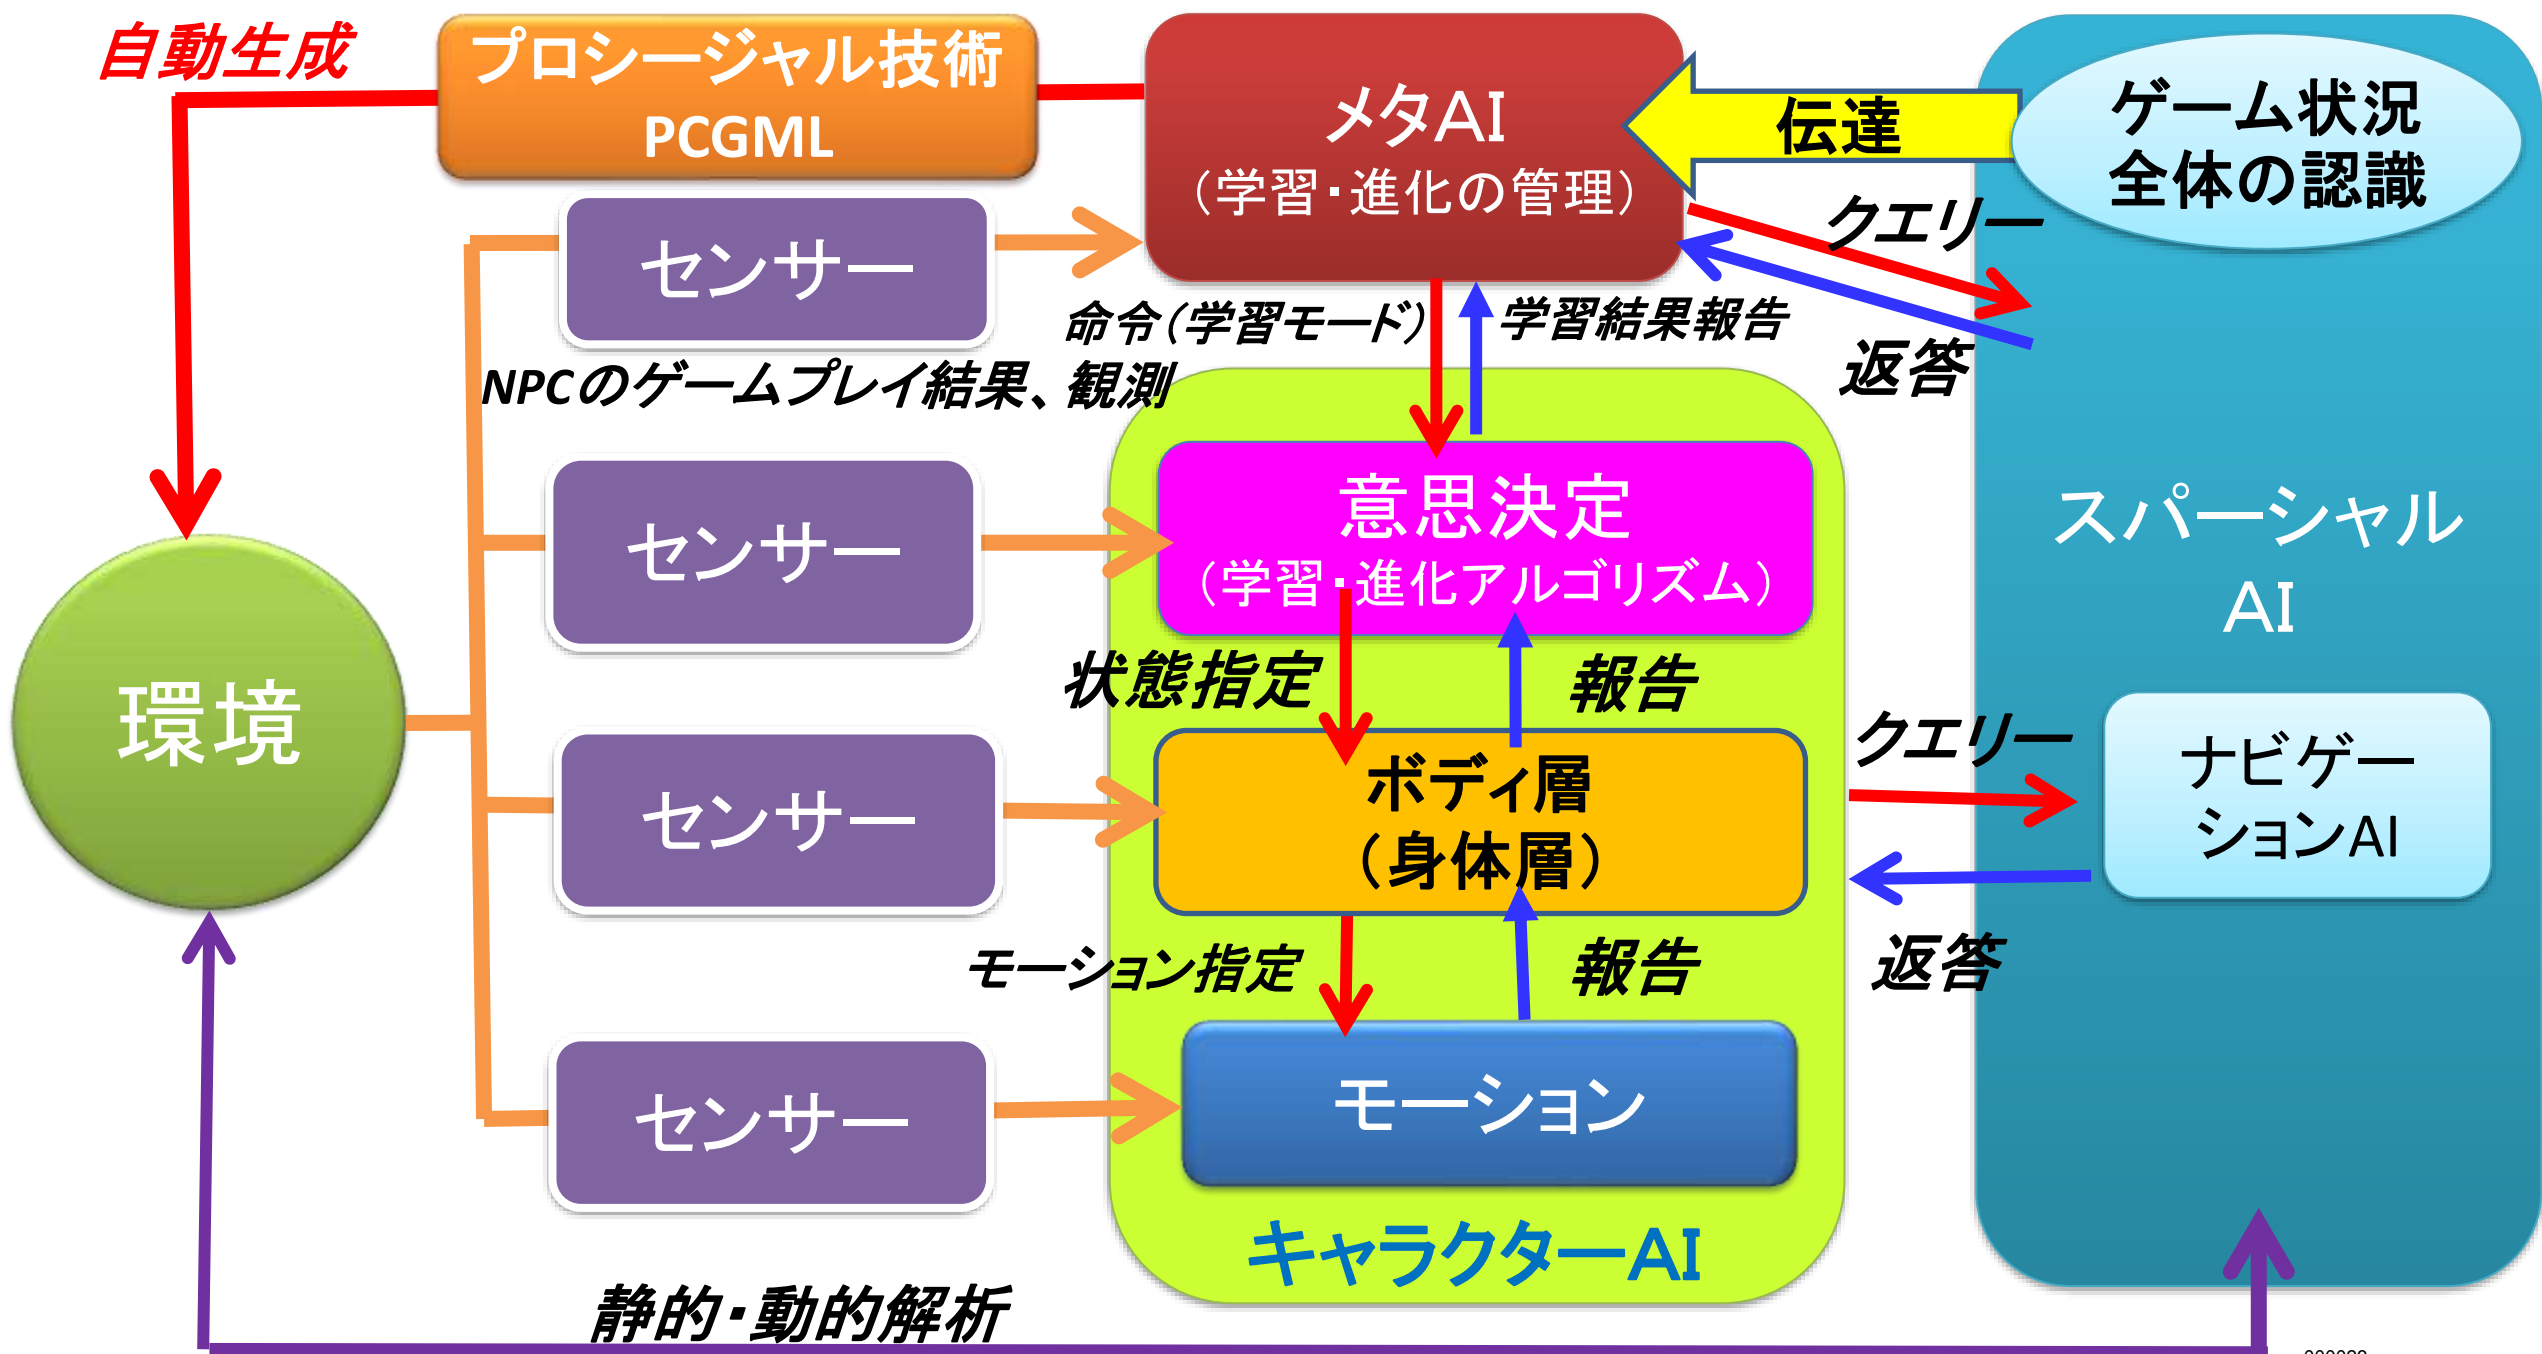 自動生成
プロシージャル技術
PCGML
メタAI
（学習・進化の管理）
伝達
ゲーム状況
全体の認識
クエリー
返答
センサー
NPCのゲームプレイ結果、観測
命令（学習モード）
学習結果報告
センサー
意思決定
（学習・進化アルゴリズム）
スパーシャル
AI
状態指定
報告
環境
センサー
ボディ層
（身体層）
クエリー
ナビゲー
ションAI
返答
モーション指定
報告
センサー
モーション
キャラクターAI
静的・動的解析